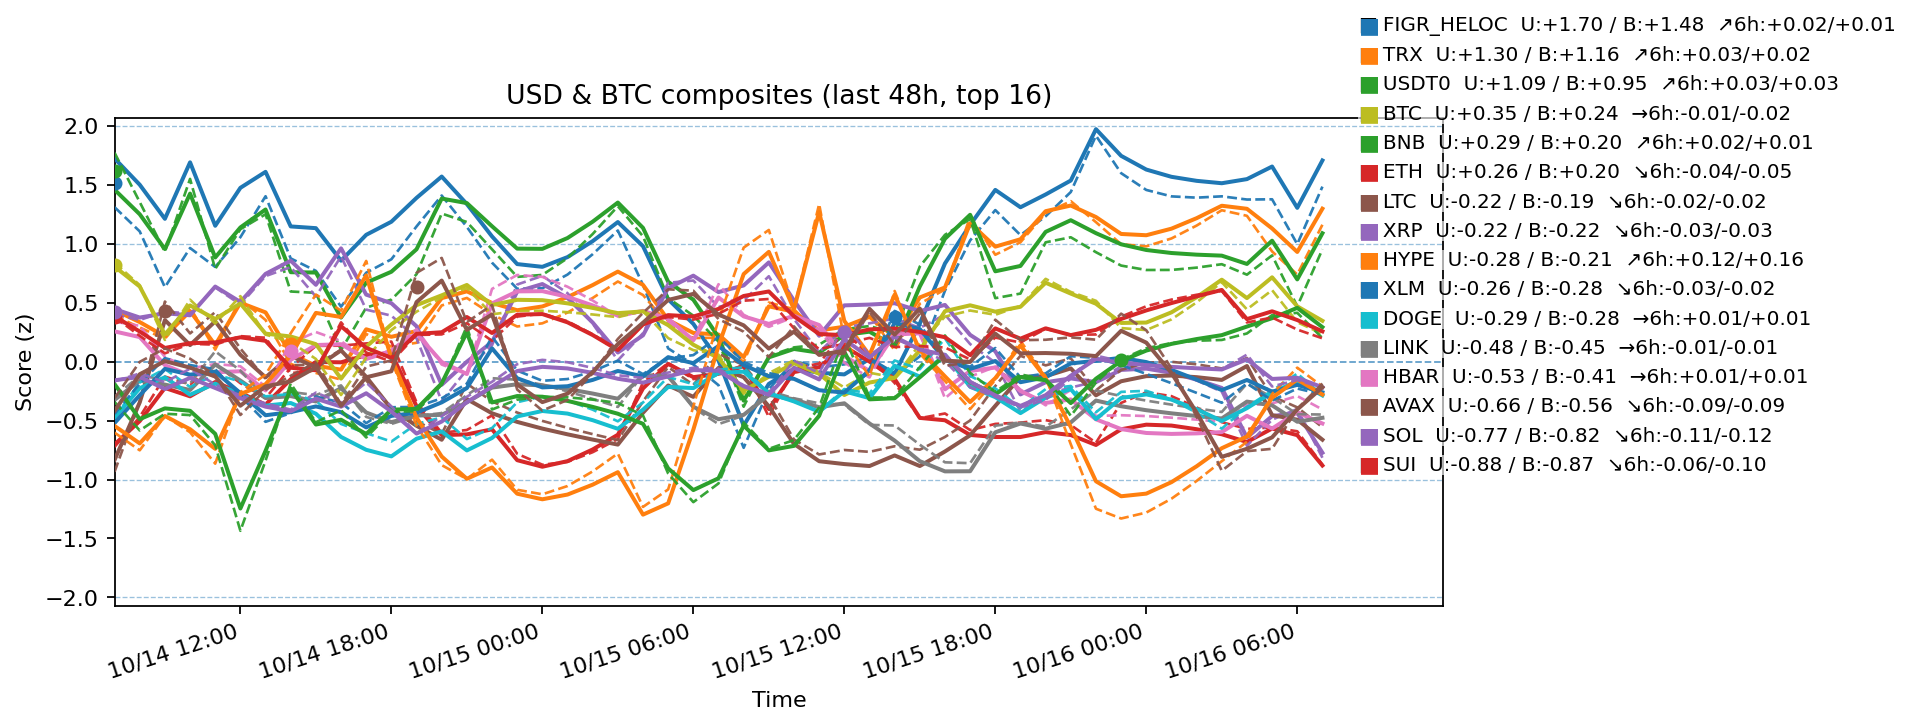 FIGR_HELOC  U:+1.70 / B:+1.48  ↗6h:+0.02/+0.01
TRX  U:+1.30 / B:+1.16  ↗6h:+0.03/+0.02
USDT0  U:+1.09 / B:+0.95  ↗6h:+0.03/+0.03
BTC  U:+0.35 / B:+0.24  →6h:-0.01/-0.02
BNB  U:+0.29 / B:+0.20  ↗6h:+0.02/+0.01
ETH  U:+0.26 / B:+0.20  ↘6h:-0.04/-0.05
LTC  U:-0.22 / B:-0.19  ↘6h:-0.02/-0.02
XRP  U:-0.22 / B:-0.22  ↘6h:-0.03/-0.03
HYPE  U:-0.28 / B:-0.21  ↗6h:+0.12/+0.16
XLM  U:-0.26 / B:-0.28  ↘6h:-0.03/-0.02
DOGE  U:-0.29 / B:-0.28  →6h:+0.01/+0.01
LINK  U:-0.48 / B:-0.45  →6h:-0.01/-0.01
HBAR  U:-0.53 / B:-0.41  →6h:+0.01/+0.01
AVAX  U:-0.66 / B:-0.56  ↘6h:-0.09/-0.09
SOL  U:-0.77 / B:-0.82  ↘6h:-0.11/-0.12
SUI  U:-0.88 / B:-0.87  ↘6h:-0.06/-0.10
USD & BTC composites (last 48h, top 16)
Score (z)
2.0
1.5
1.0
0.5
0.0
−0.5
−1.0
−1.5
−2.0
10/14 12:00
10/14 18:00
10/15 00:00
10/15 06:00
10/15 12:00
10/15 18:00
10/16 00:00
10/16 06:00
Time